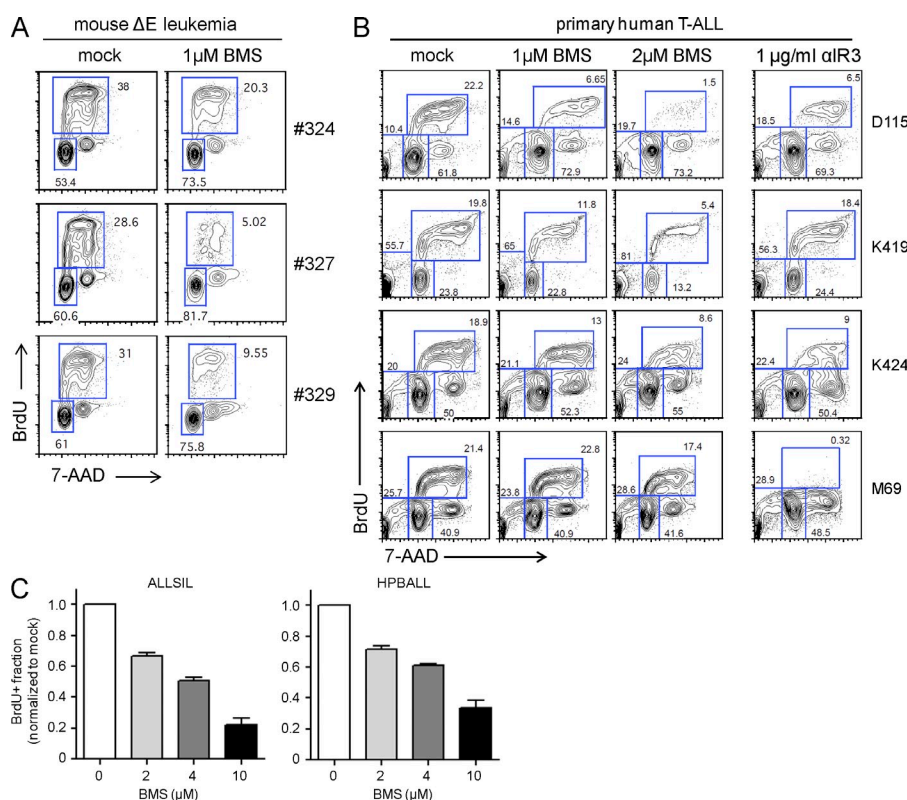 A
mouse ΔE leukemia
mock
1µM BMS
38
20.3
#324
53.4
73.5
28.6
5.02
#327
60.6
81.7
31
9.55
#329
61
75.8
BrdU
7-AAD
B
primary human T-ALL
mock
1µM BMS
2µM BMS
1 µg/ml αIR3
22.2
6.65
1.5
6.5
D115
10.4
14.6
19.7
18.5
61.8
72.9
73.2
69.3
19.8
11.8
5.4
18.4
K419
55.7
65
81
56.3
23.8
22.8
13.2
24.4
18.9
13
8.6
9
K424
20
21.1
24
22.4
50
52.3
55
50.4
21.4
22.8
17.4
0.32
M69
25.7
23.8
28.6
28.9
40.9
40.9
41.6
48.5
BrdU
7-AAD
C
ALLSIL
BrdU+ fraction
(normalized to mock)
1.0
0.8
0.6
0.4
0.2
0
0 2 4 10
BMS (µM)
HPBALL
1.0
0.8
0.6
0.4
0.2
0
0 2 4 10
BMS (µM)